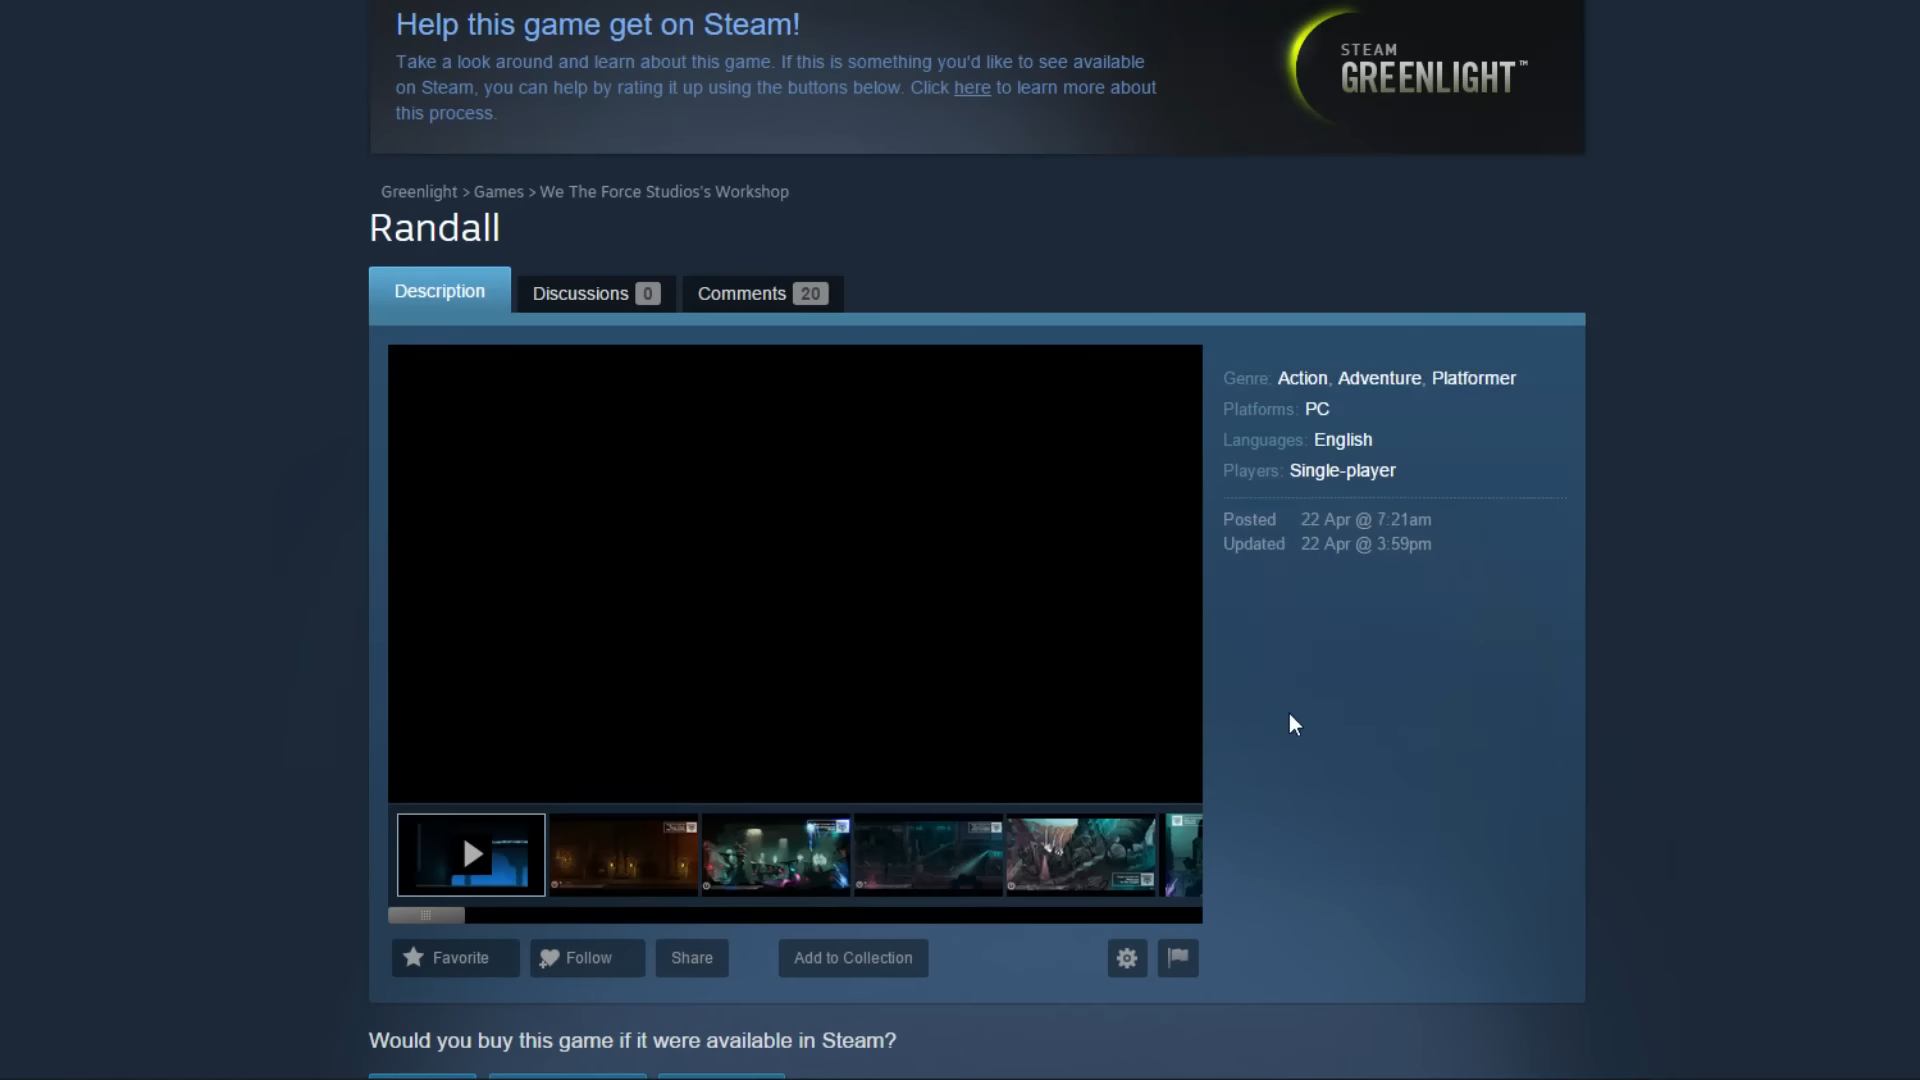 Help this game get on Steam!
Take a look around and learn about this game. If this is something you'd like to see available
on Steam, you can help by rating it up using the buttons below. Click here to learn more about
this process.
STEAM
GREENLIGHT™
Greenlight > Games > We The Force Studios's Workshop
Randall
Description
Discussions 0
Comments 20
Genre: Action, Adventure, Platformer
Platforms: PC
Languages: English
Players: Single-player
Posted 22 Apr @ 7:21am
Updated 22 Apr @ 3:59pm
Favorite
Follow
Share
Add to Collection
Would you buy this game if it were available in Steam?